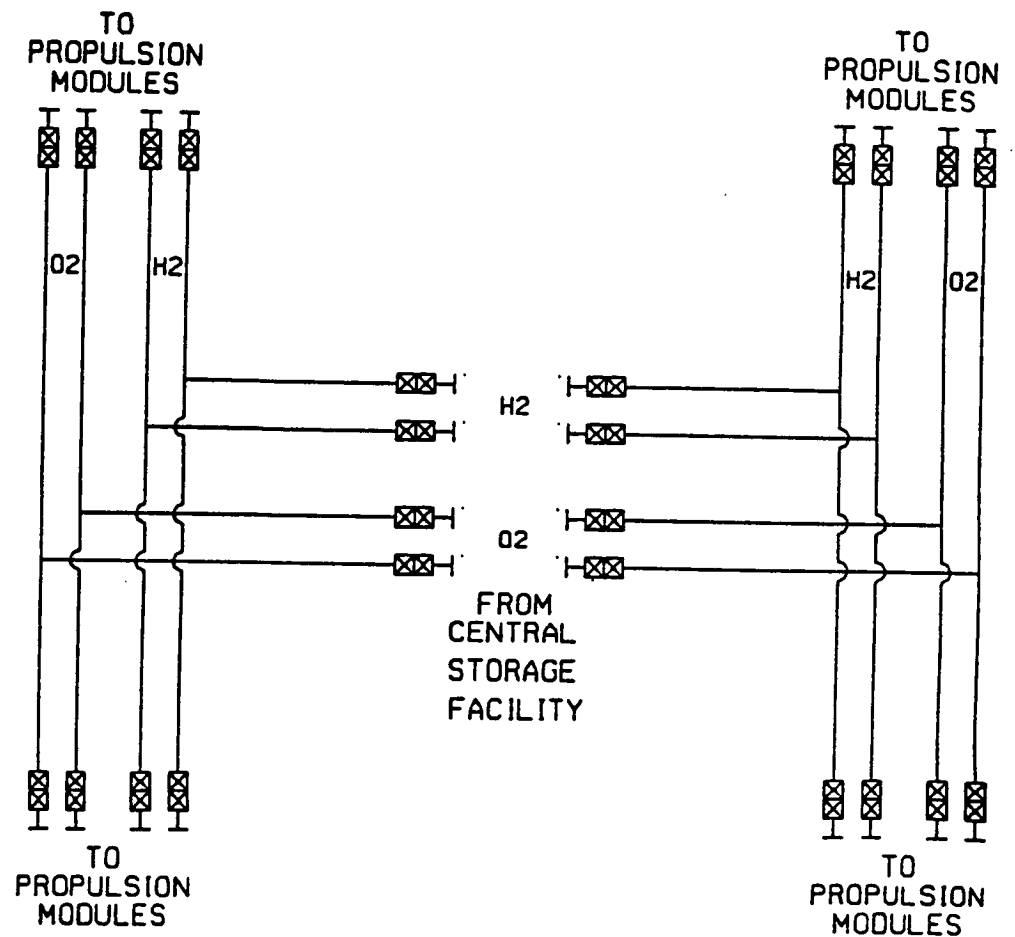 TO
PROPULSION
MODULES
TO
PROPULSION
MODULES
O2
H2
H2
O2
H2
O2
FROM
CENTRAL
STORAGE
FACILITY
TO
PROPULSION
MODULES
TO
PROPULSION
MODULES